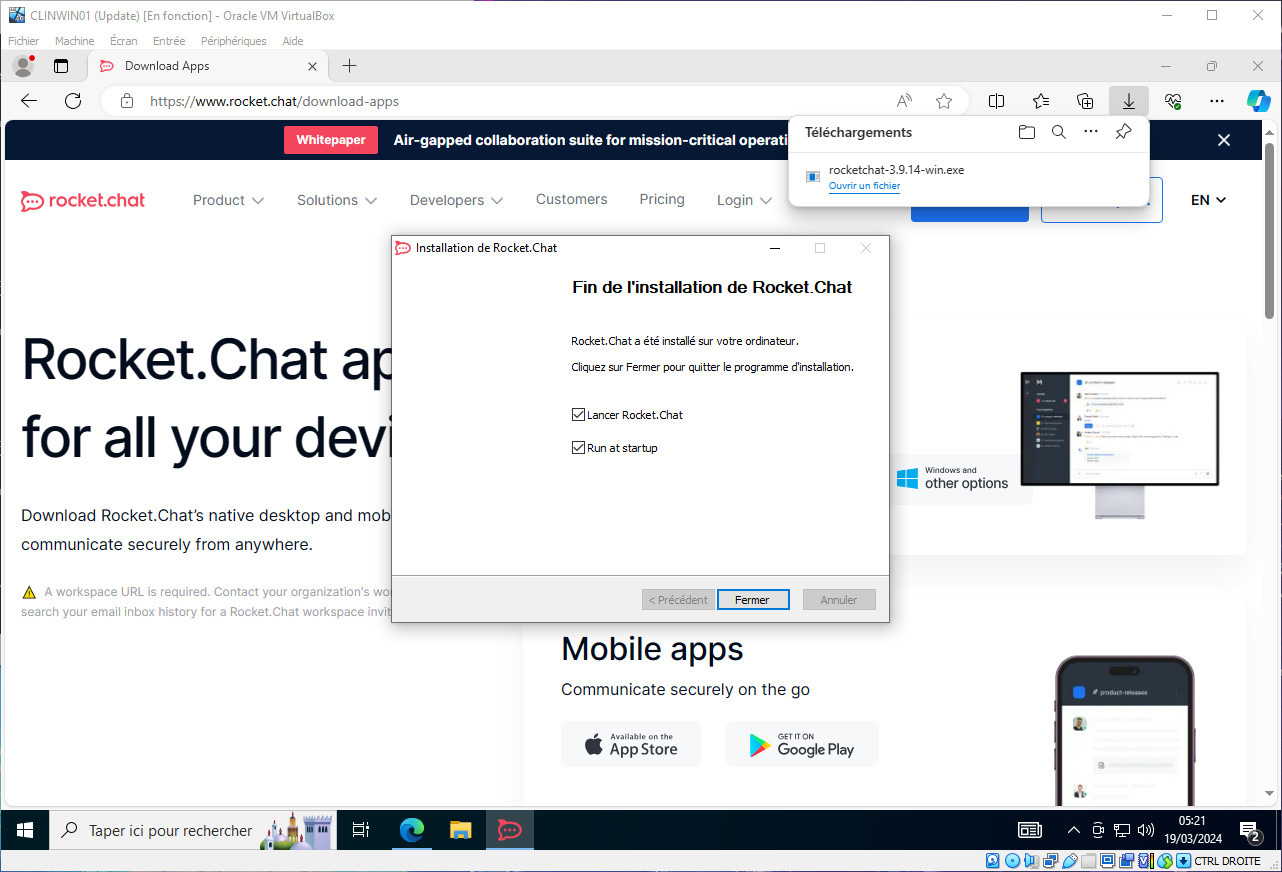 CLINWIN01 (Update) [En fonction] - Oracle VM VirtualBox
Fichier Machine Écran Entrée Périphériques Aide
Download Apps
https://www.rocket.chat/download-apps
Whitepaper Air-gapped collaboration suite for mission-critical operati
Téléchargements
rocketchat-3.9.14-win.exe
Ouvrir un fichier
rocket.chat Product Solutions Developers Customers Pricing Login EN
Installation de Rocket.Chat
Fin de l'installation de Rocket.Chat
Rocket.Chat a été installé sur votre ordinateur.
Cliquez sur Fermer pour quitter le programme d'installation.
Lancer Rocket.Chat
Run at startup
< Précédent Fermer Annuler
Rocket.Chat ap
for all your devi
Download Rocket.Chat’s native desktop and mob
communicate securely from anywhere.
A workspace URL is required. Contact your organization's wo
search your email inbox history for a Rocket.Chat workspace invit
Windows and
other options
Mobile apps
Communicate securely on the go
Available on the
App Store
GET IT ON
Google Play
# product-releases
Taper ici pour rechercher
05:21
19/03/2024
2
CTRL DROITE